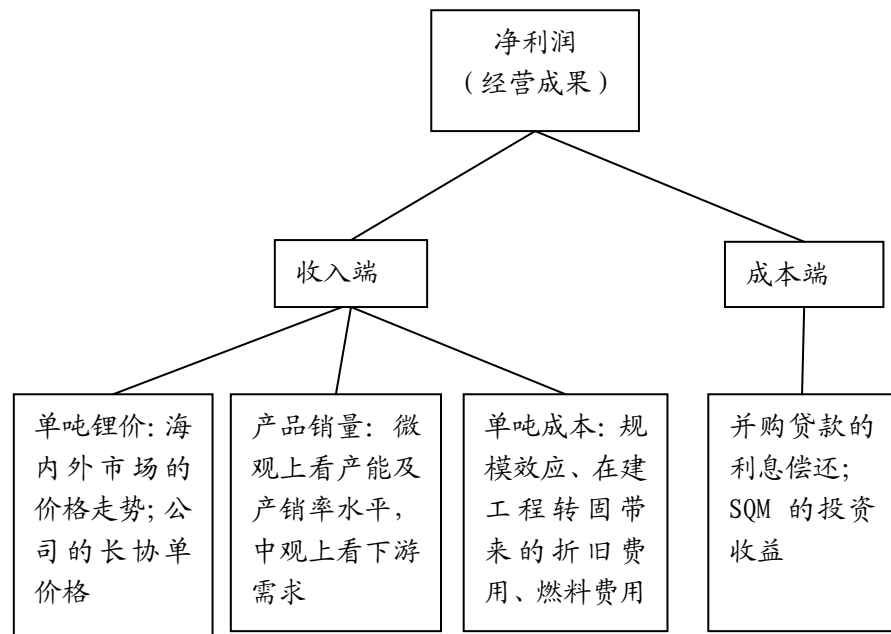 净利润
（经营成果）
收入端
成本端
单吨锂价：海
内外市场的
价格走势；公
司的长协单
价格
产品销量：微
观上看产能及
产销率水平，
中观上看下游
需求
单吨成本：规
模效应、在建
工程转固带
来的折旧费
用、燃料费用
并购贷款的
利息偿还；
SQM 的投资
收益